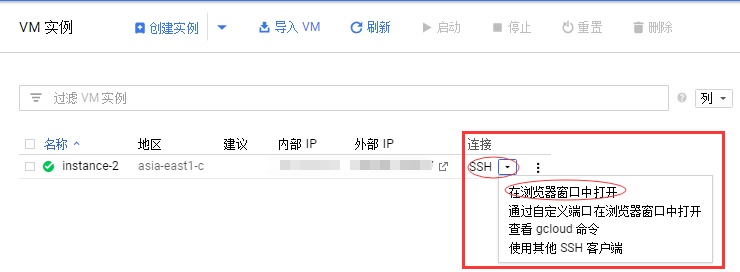 VM 实例 创建实例 导入 VM 刷新 启动 停止 重置 删除
过滤 VM 实例 列
名称 地区 建议 内部 IP 外部 IP 连接
instance-2 asia-east1-c SSH
在浏览器窗口中打开
通过自定义端口在浏览器窗口中打开
查看 gcloud 命令
使用其他 SSH 客户端